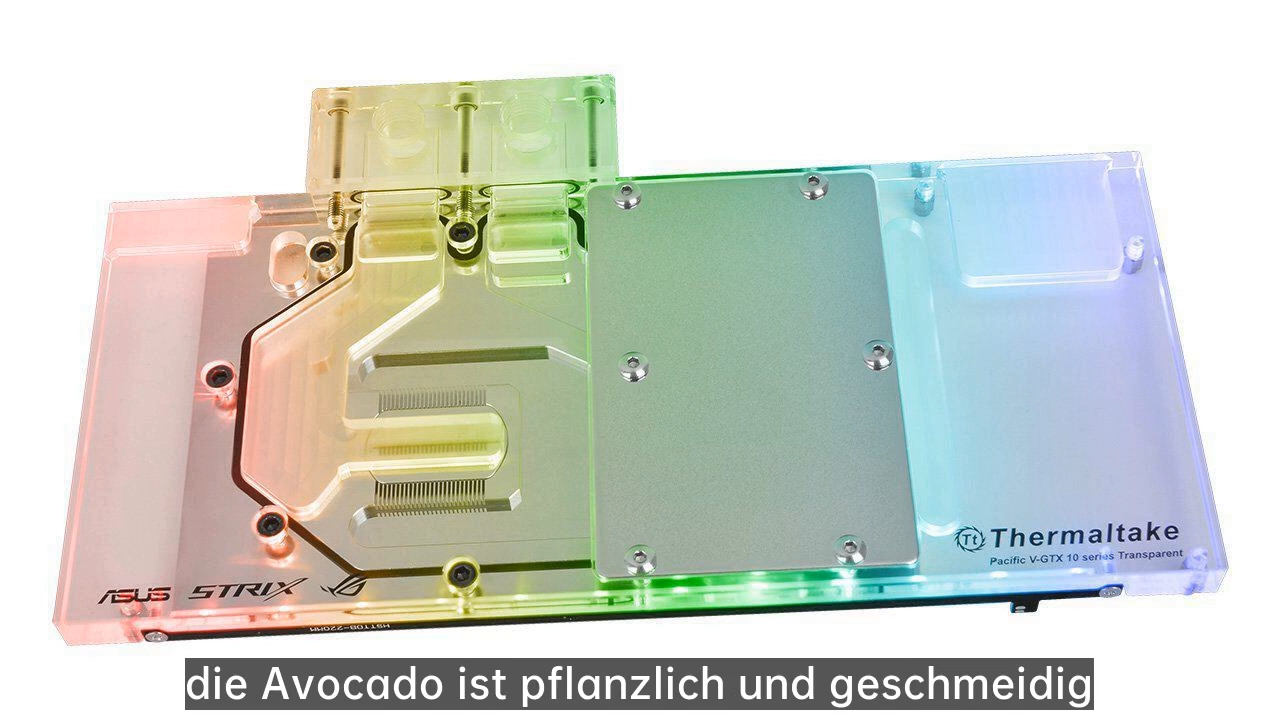 Thermaltake
Pacific V-GTX 10 series Transparent
ASUS STRIX
die Avocado ist pflanzlich und geschmeidig